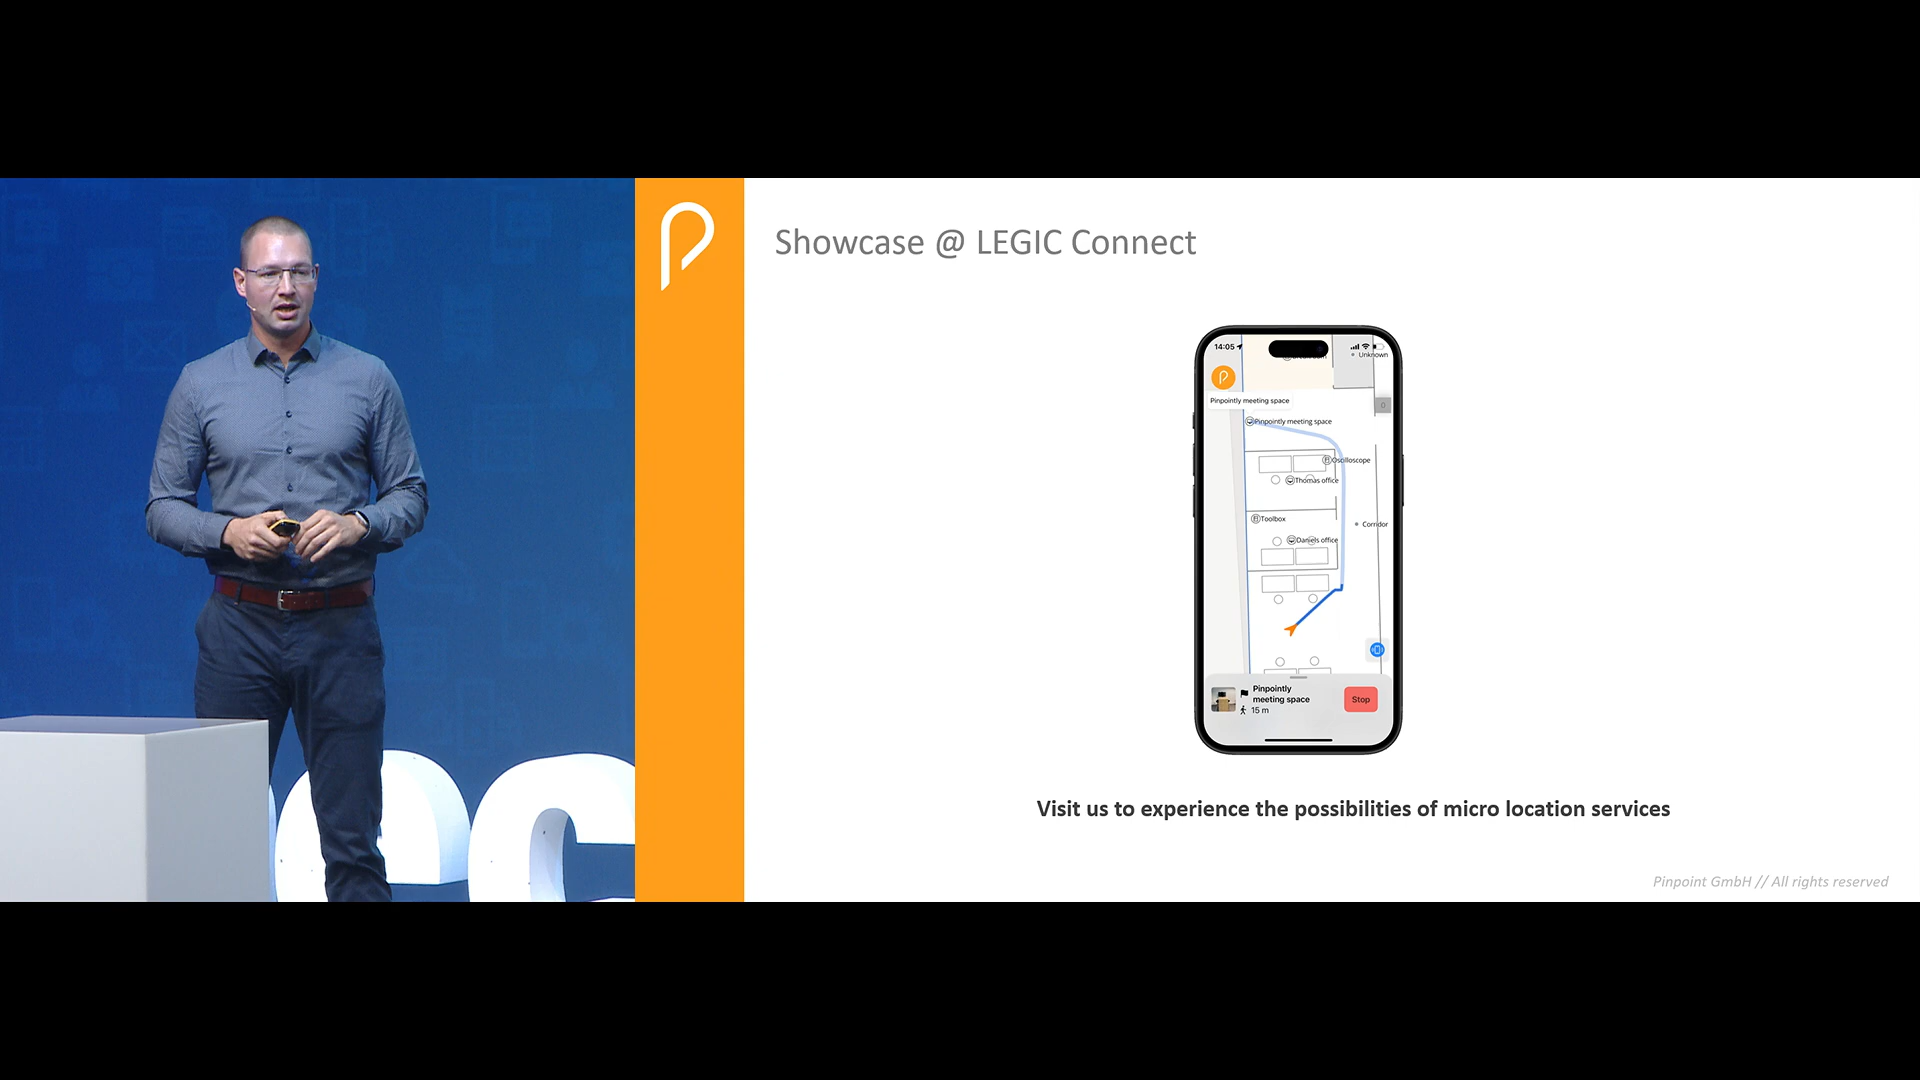 Showcase @ LEGIC Connect
14:05
Unknown
Pinpointly meeting space
0
Pinpointly meeting space
Oscilloscope
Thomas office
Toolbox
Corridor
Daniels office
Pinpointly
meeting space
15 m
Stop
Visit us to experience the possibilities of micro location services
Pinpoint GmbH // All rights reserved